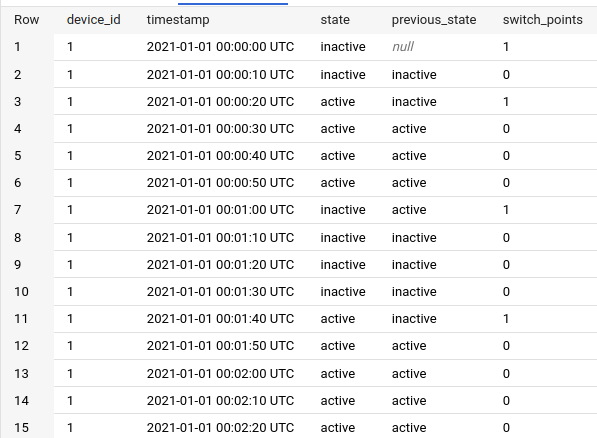 Row device_id timestamp state previous_state switch_points
1 1 2021-01-01 00:00:00 UTC inactive null 1
2 1 2021-01-01 00:00:10 UTC inactive inactive 0
3 1 2021-01-01 00:00:20 UTC active inactive 1
4 1 2021-01-01 00:00:30 UTC active active 0
5 1 2021-01-01 00:00:40 UTC active active 0
6 1 2021-01-01 00:00:50 UTC active active 0
7 1 2021-01-01 00:01:00 UTC inactive active 1
8 1 2021-01-01 00:01:10 UTC inactive inactive 0
9 1 2021-01-01 00:01:20 UTC inactive inactive 0
10 1 2021-01-01 00:01:30 UTC inactive inactive 0
11 1 2021-01-01 00:01:40 UTC active inactive 1
12 1 2021-01-01 00:01:50 UTC active active 0
13 1 2021-01-01 00:02:00 UTC active active 0
14 1 2021-01-01 00:02:10 UTC active active 0
15 1 2021-01-01 00:02:20 UTC active active 0